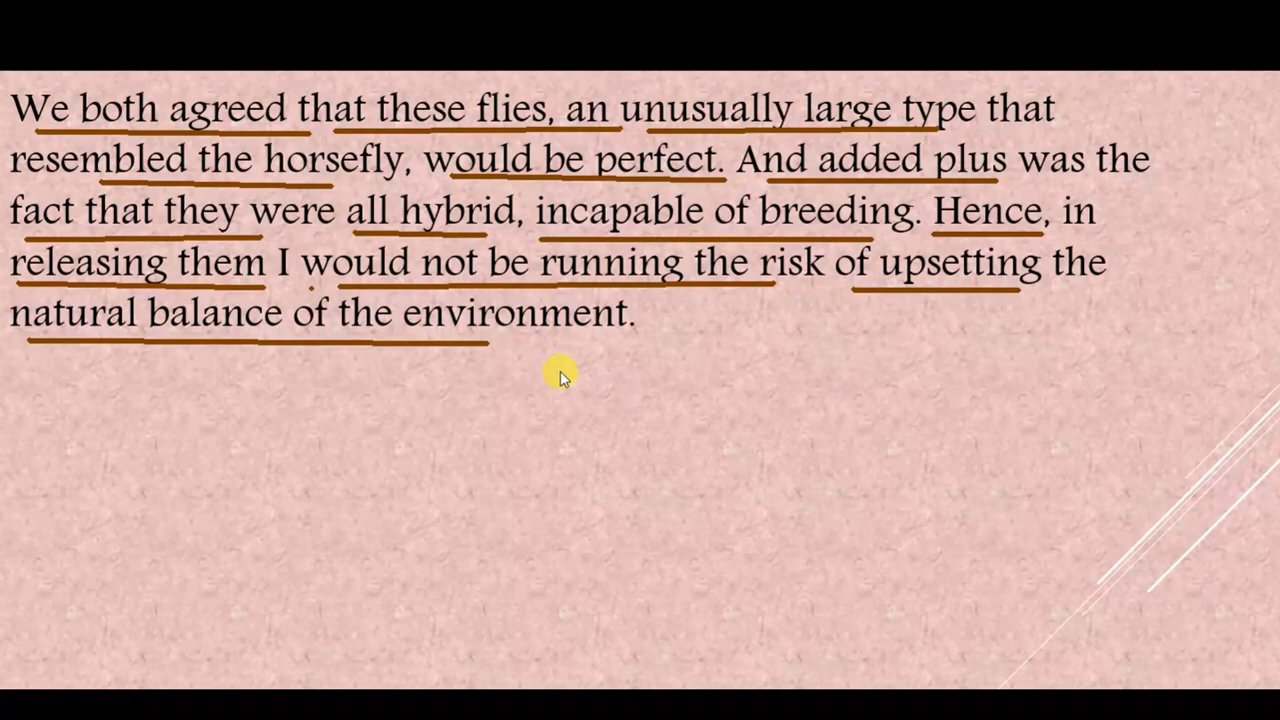 We both agreed that these flies, an unusually large type that
resembled the horsefly, would be perfect. And added plus was the
fact that they were all hybrid, incapable of breeding. Hence, in
releasing them I would not be running the risk of upsetting the
natural balance of the environment.